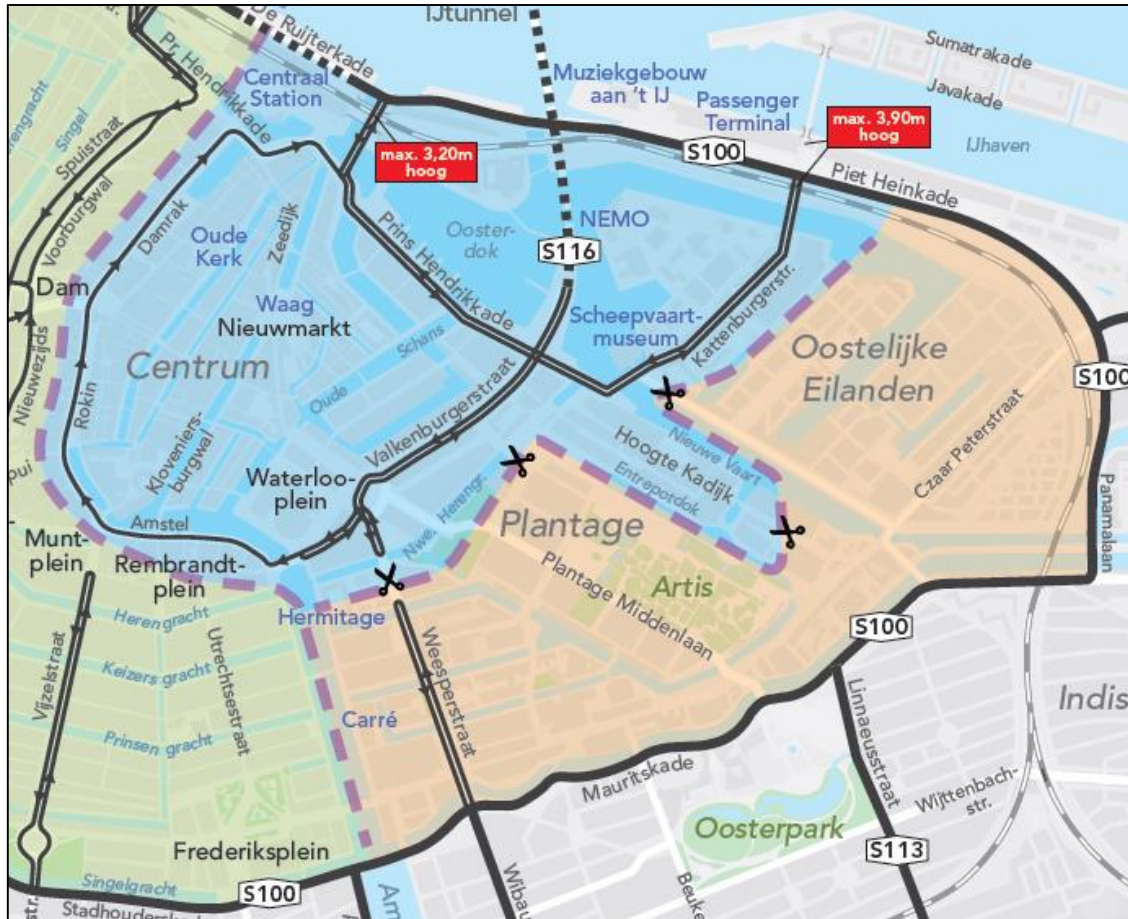 IJtunnel
De Ruijterkade
Pr. Hendrikkade
Centraal
Station
Muziekgebouw
aan 't IJ
Passenger
Terminal
Sumatrakade
Javakade
IJhaven
max. 3,20m
hoog
max. 3,90m
hoog
S100
Piet Heinkade
Herengracht
Singel
Spuistraat
Voorburgwal
Damrak
Oude
Kerk
Zeedijk
Ooster-
dok
NEMO
S116
Prins Hendrikkade
Kattenburgerstr.
Dam
Waag
Nieuwmarkt
Scheepvaart-
museum
Centrum
Schans
Oude
Oostelijke
Eilanden
S100
Nieuwezijds
Rokin
Kloveniers-
burgwal
Valkenburgerstraat
Waterloo-
plein
Nieuwe Vaart
Hoogte Kadijk
Entrepotdok
Czaar Peterstraat
Panamalaan
pui
Amstel
Nwe. Herengr.
Plantage
Munt-
plein
Rembrandt-
plein
Hermitage
Plantage Middenlaan
Artis
S100
Herengracht
Keizers gracht
Prinsen gracht
Utrechtsestraat
Vijzelstraat
Carré
Weesperstraat
Linnaeusstraat
Indis
Mauritskade
Wijttenbach-
str.
Oosterpark
S113
Frederiksplein
Singelgracht
S100
Stadhouders
str.
Am
Wibau
Beuke